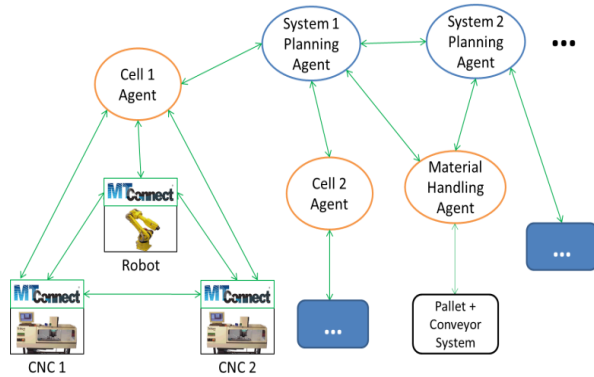 System 1
Planning
Agent
System 2
Planning
Agent
...
Cell 1
Agent
Cell 2
Agent
Material
Handling
Agent
MTConnect
Robot
...
MTConnect
MTConnect
...
Pallet +
Conveyor
System
CNC 1
CNC 2